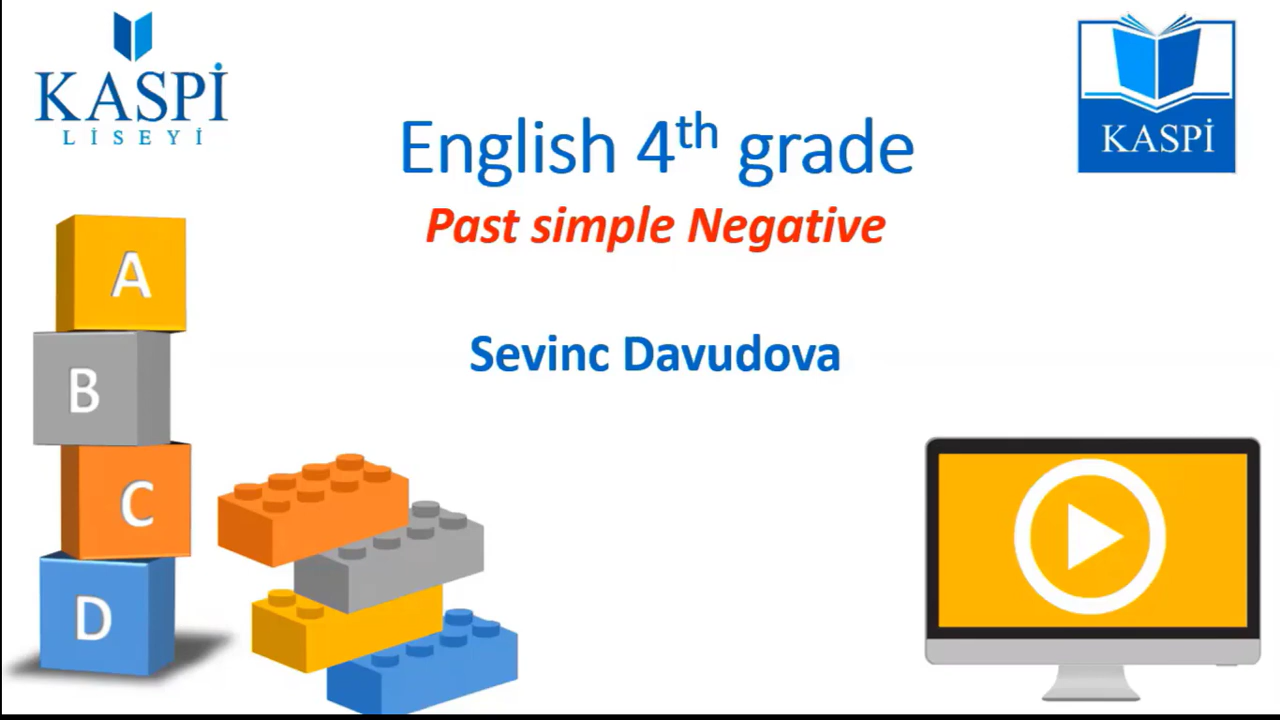 KASPİ
LİSEYİ
KASPİ
English 4th grade
Past simple Negative
Sevinc Davudova
A
B
C
D